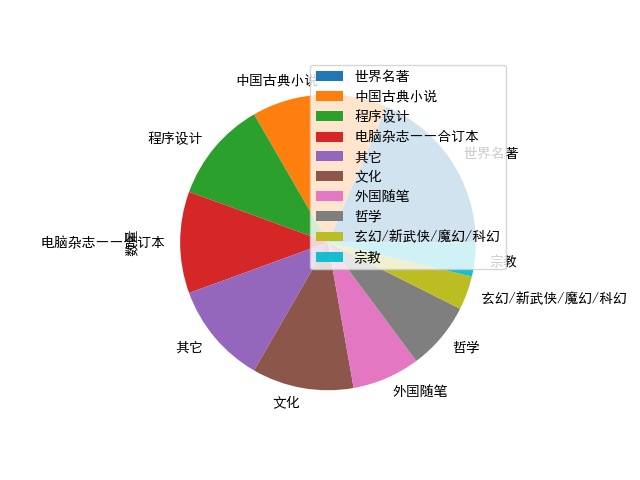 中国古典小说
世界名著
中国古典小说
程序设计
电脑杂志——合订本
其它
文化
外国随笔
哲学
玄幻/新武侠/魔幻/科幻
宗教
世界名著
程序设计
电脑杂志——合订本
数量
宗教
玄幻/新武侠/魔幻/科幻
其它
哲学
外国随笔
文化